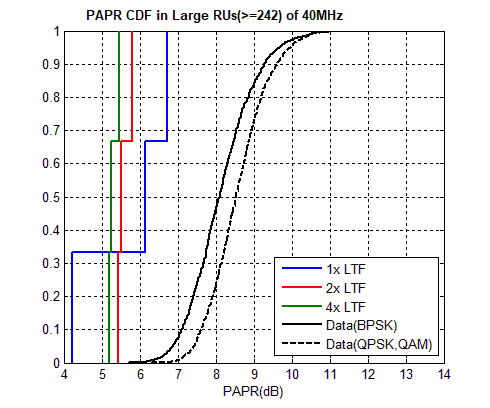 PAPR CDF in Large RUs(>=242) of 40MHz
1
0.9
0.8
0.7
0.6
0.5
0.4
0.3
0.2
0.1
0
4 5 6 7 8 9 10 11 12 13 14
PAPR(dB)
1x LTF
2x LTF
4x LTF
Data(BPSK)
Data(QPSK,QAM)